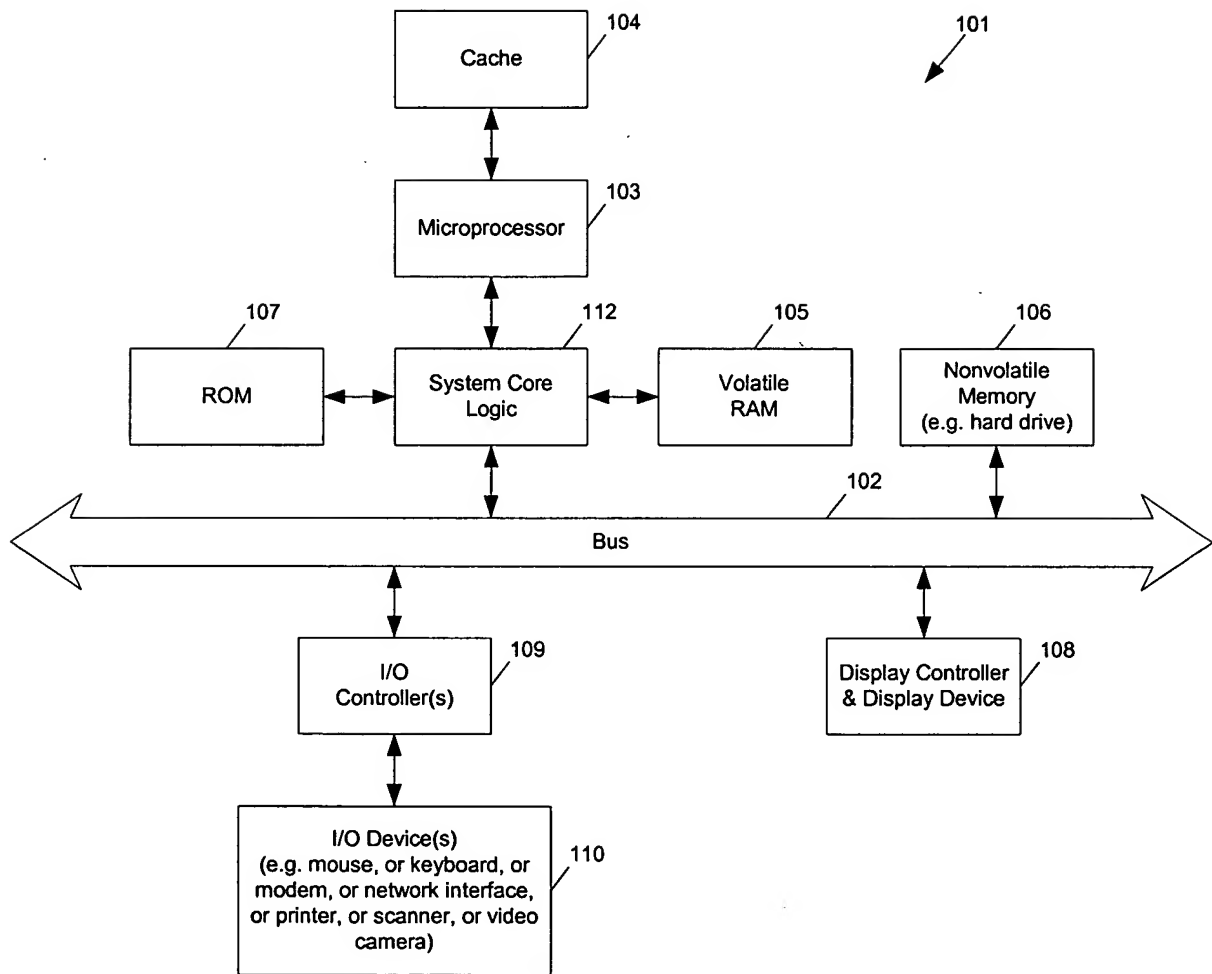 104
101
Cache
103
Microprocessor
107
112
105
106
ROM
System Core
Logic
Volatile
RAM
Nonvolatile
Memory
(e.g. hard drive)
102
Bus
109
I/O
Controller(s)
108
Display Controller
& Display Device
I/O Device(s)
(e.g. mouse, or keyboard, or
modem, or network interface,
or printer, or scanner, or video
camera)
110